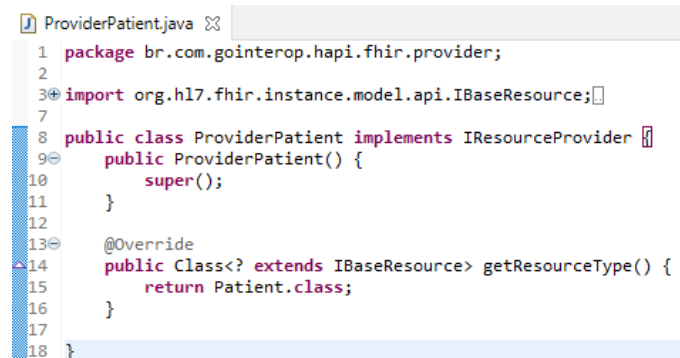 ProviderPatient.java
1 package br.com.gointerop.hapi.fhir.provider;
2
3 import org.hl7.fhir.instance.model.api.IBaseResource;
7
8 public class ProviderPatient implements IResourceProvider {
9     public ProviderPatient() {
10         super();
11     }
12
13     @Override
14     public Class<? extends IBaseResource> getResourceType() {
15         return Patient.class;
16     }
17
18 }